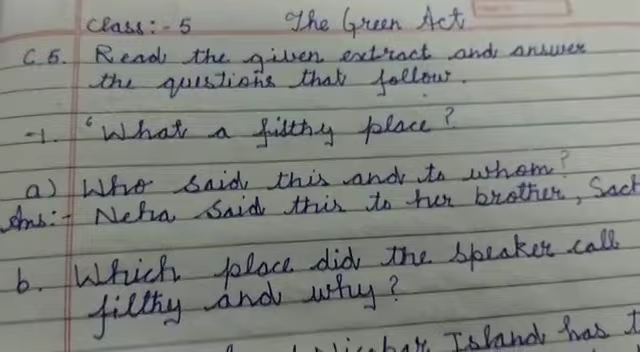 Class:- 5 The Green Act
C.5. Read the given extract and answer
the questions that follow.
1. "What a filthy place?
a) Who said this and to whom?
Ans:- Neha said this to her brother, Sach
b. Which place did the speaker call
filthy and why?
Nicobar Island has